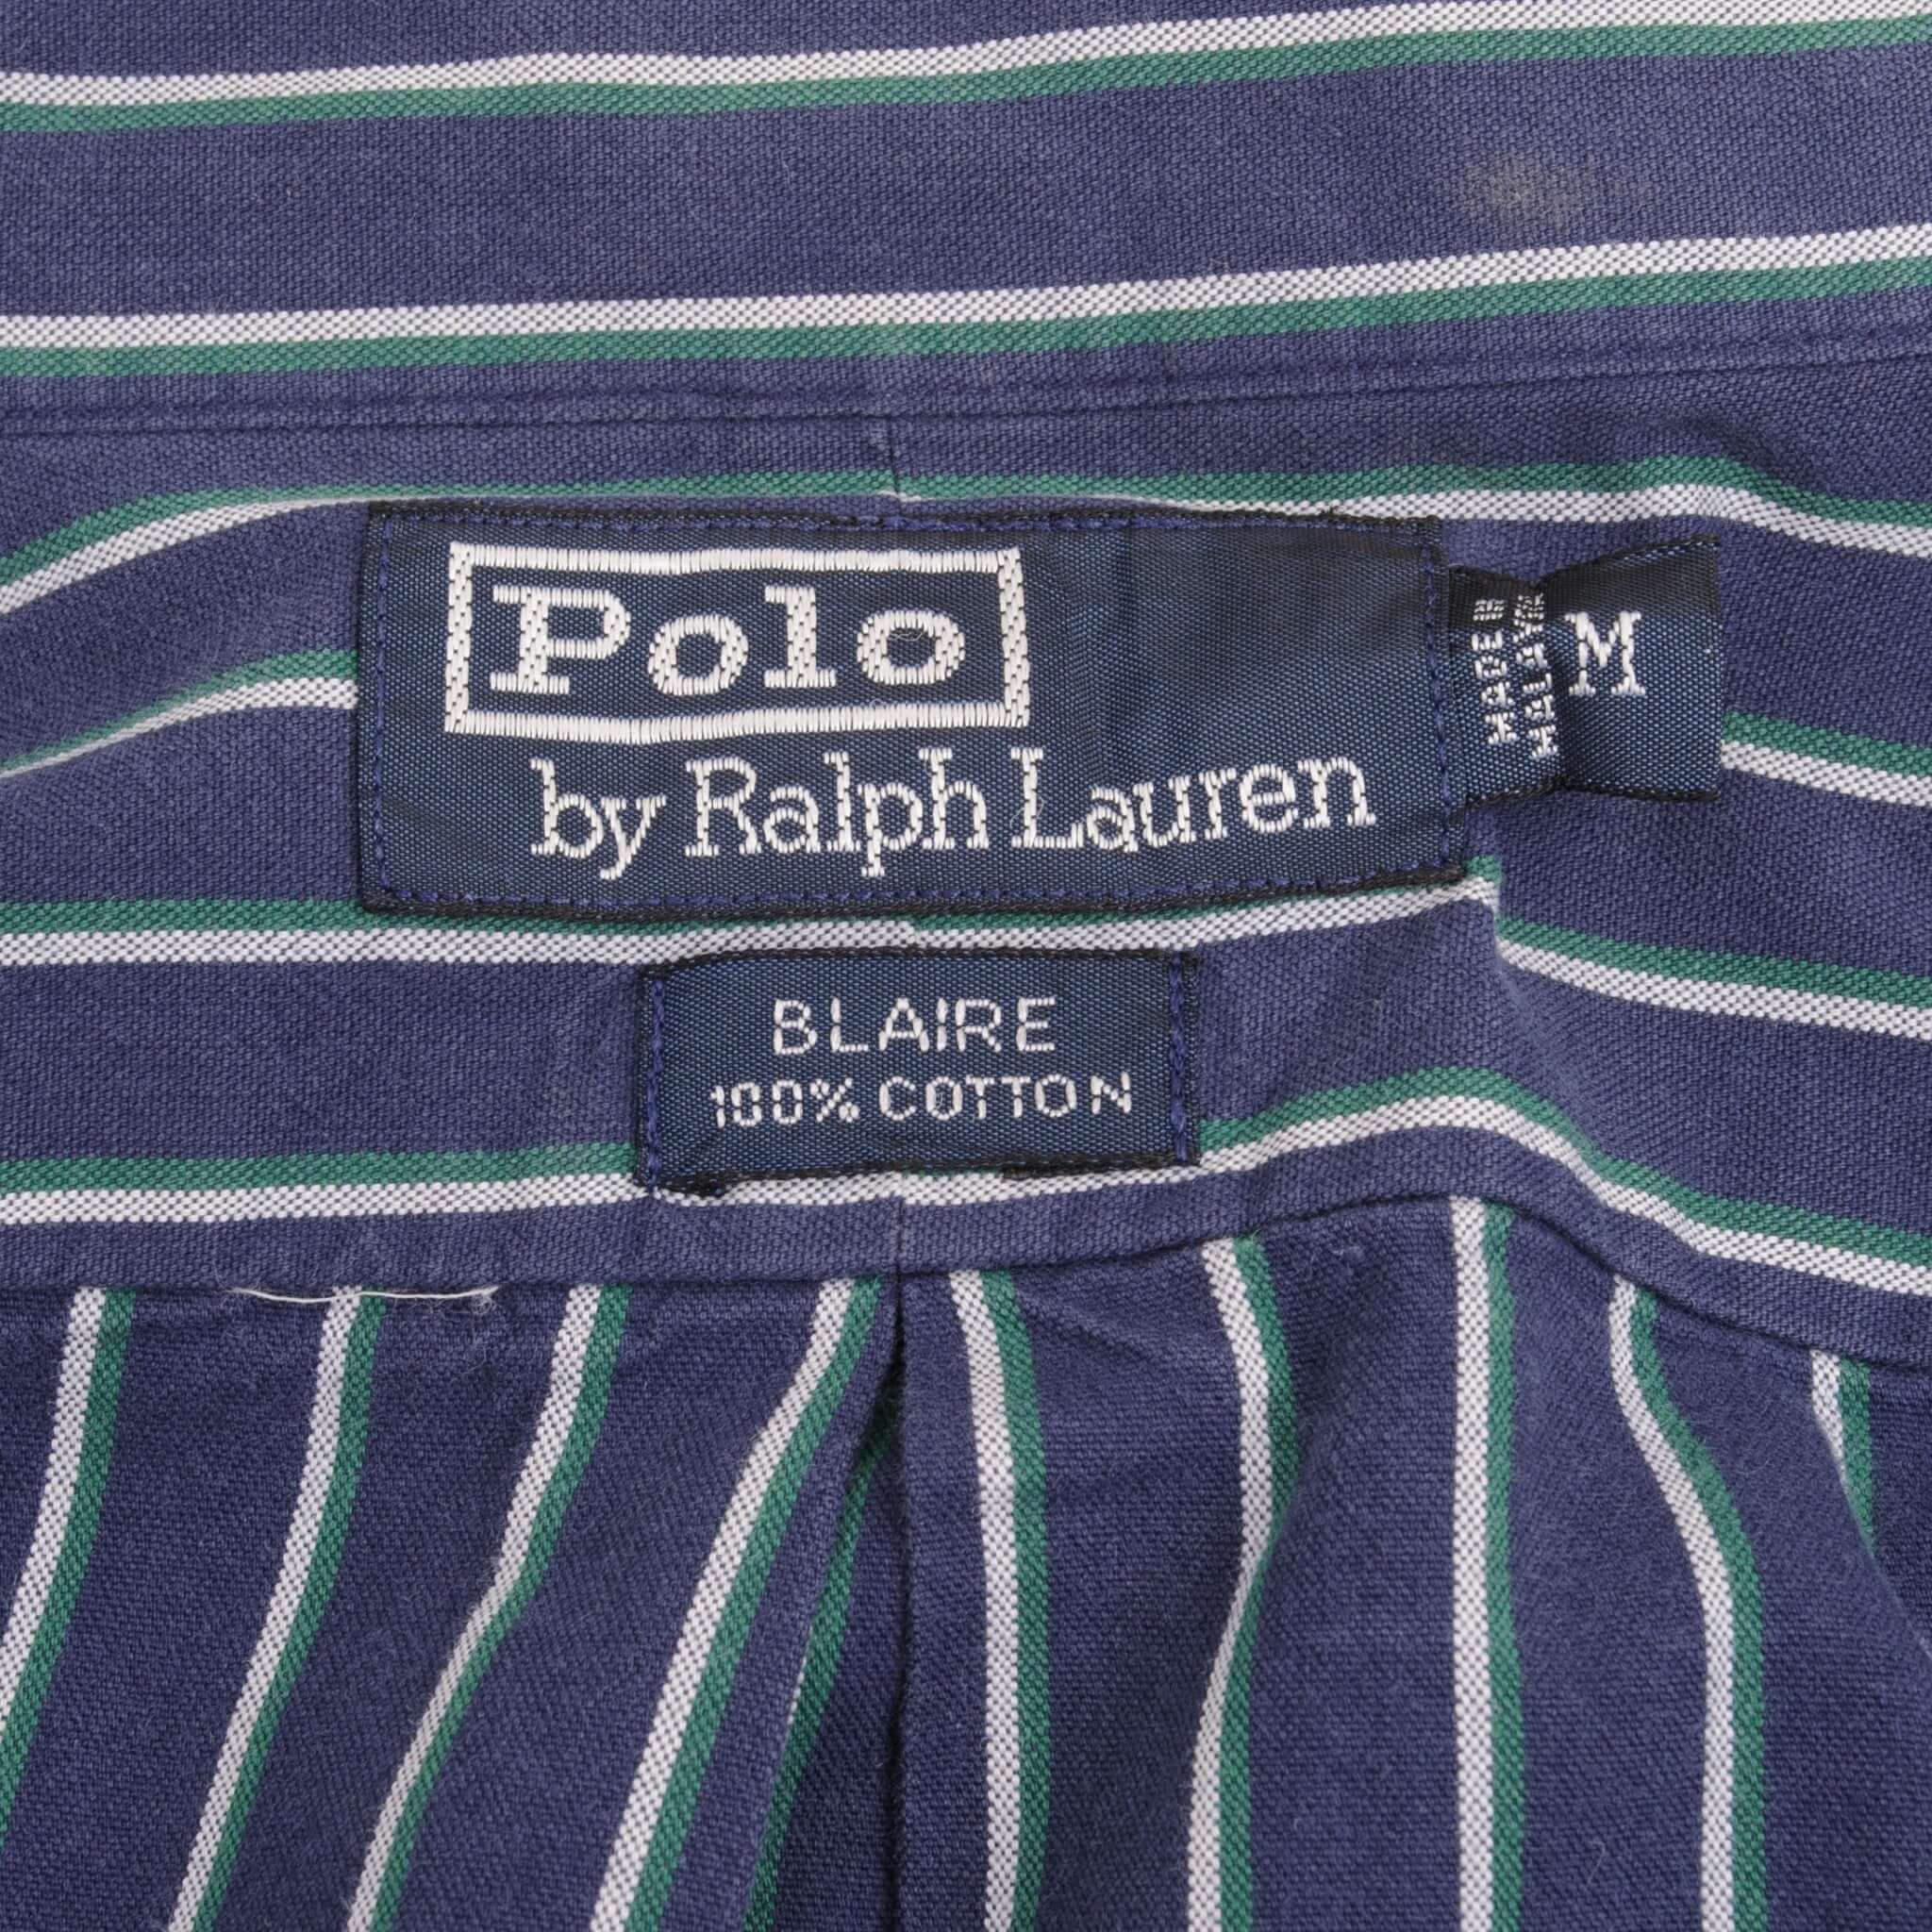 Polo
by Ralph Lauren
MADE IN
MALAYSIA
M
BLAIRE
100% COTTON